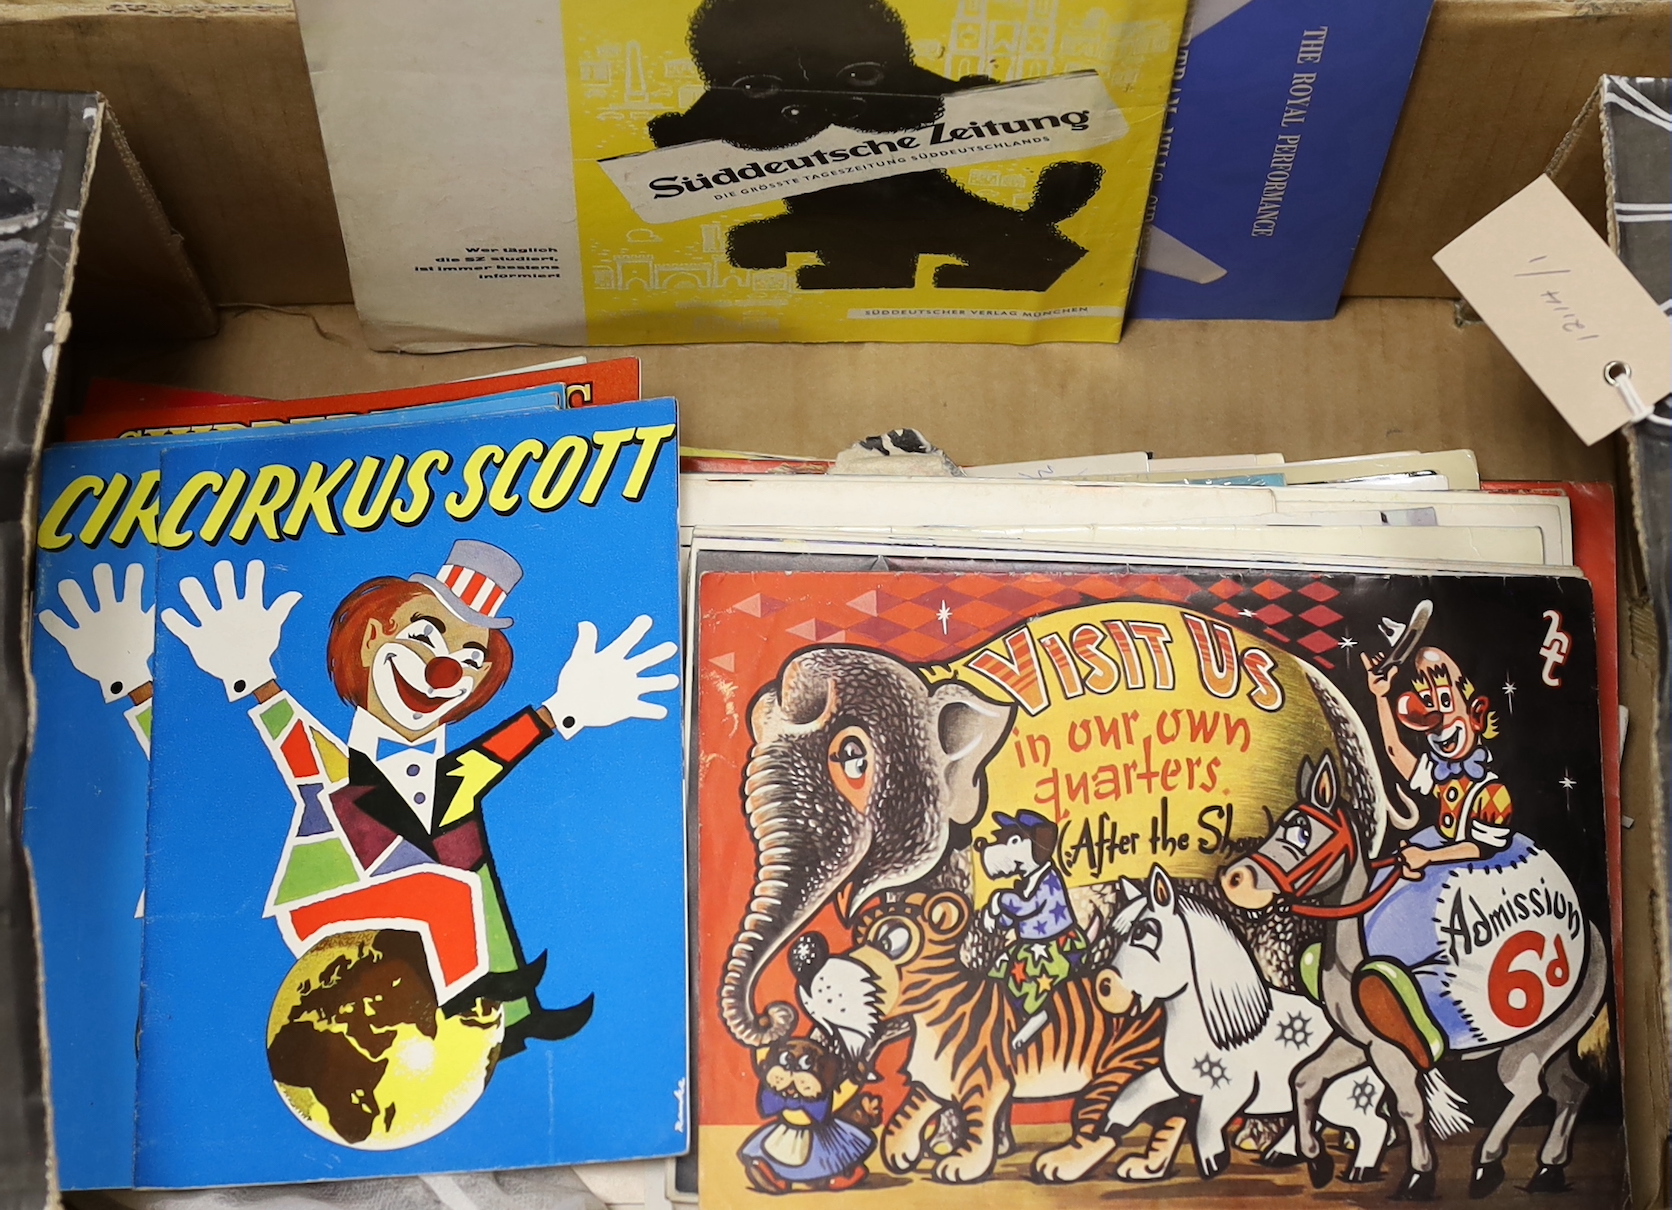 Süddeutsche Zeitung
DIE GRÖSSTE TAGESZEITUNG SÜDDEUTSCHLANDS
Wer täglich
die SZ studiert,
ist immer bestens
informiert
SÜDDEUTSCHER VERLAG MÜNCHEN
THE ROYAL PERFORMANCE
1214/1
CIR
CIRKUS SCOTT
VISIT US
in our own
quarters.
(After the Show)
Admission
6d